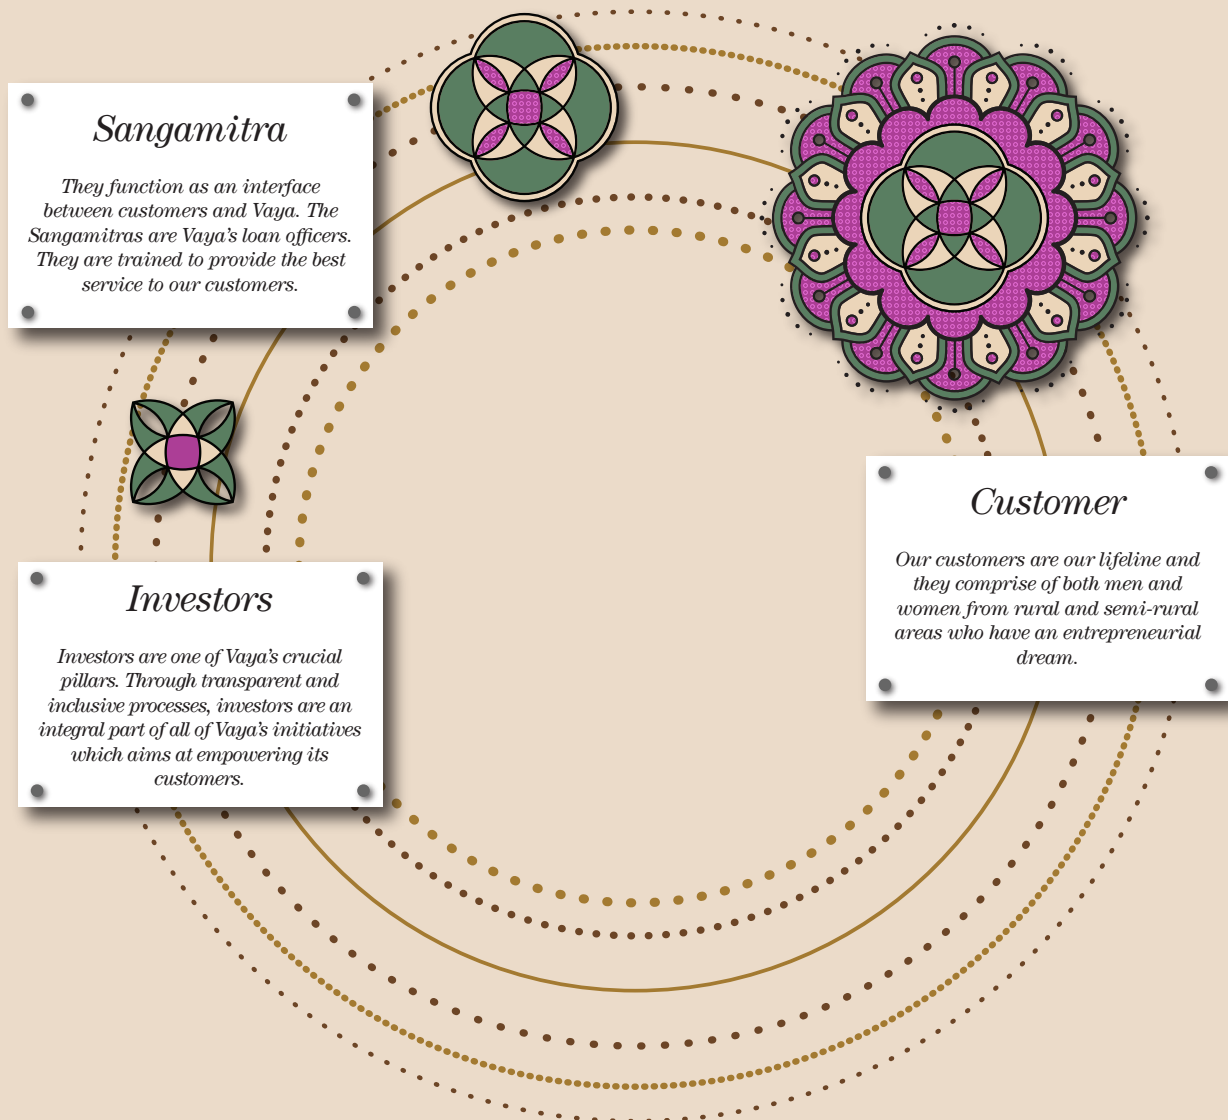 Sangamitra
They function as an interface
between customers and Vaya. The
Sangamitras are Vaya's loan officers.
They are trained to provide the best
service to our customers.
Investors
Investors are one of Vaya's crucial
pillars. Through transparent and
inclusive processes, investors are an
integral part of all of Vaya's initiatives
which aims at empowering its
customers.
Customer
Our customers are our lifeline and
they comprise of both men and
women from rural and semi-rural
areas who have an entrepreneurial
dream.